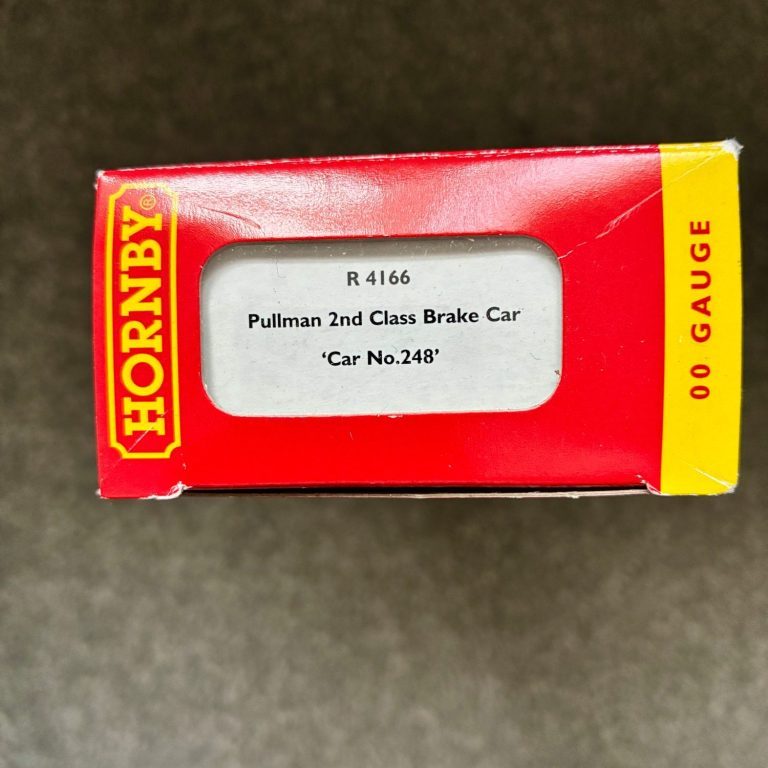 HORNBY®
R 4166
Pullman 2nd Class Brake Car
‘Car No.248’
00 GAUGE